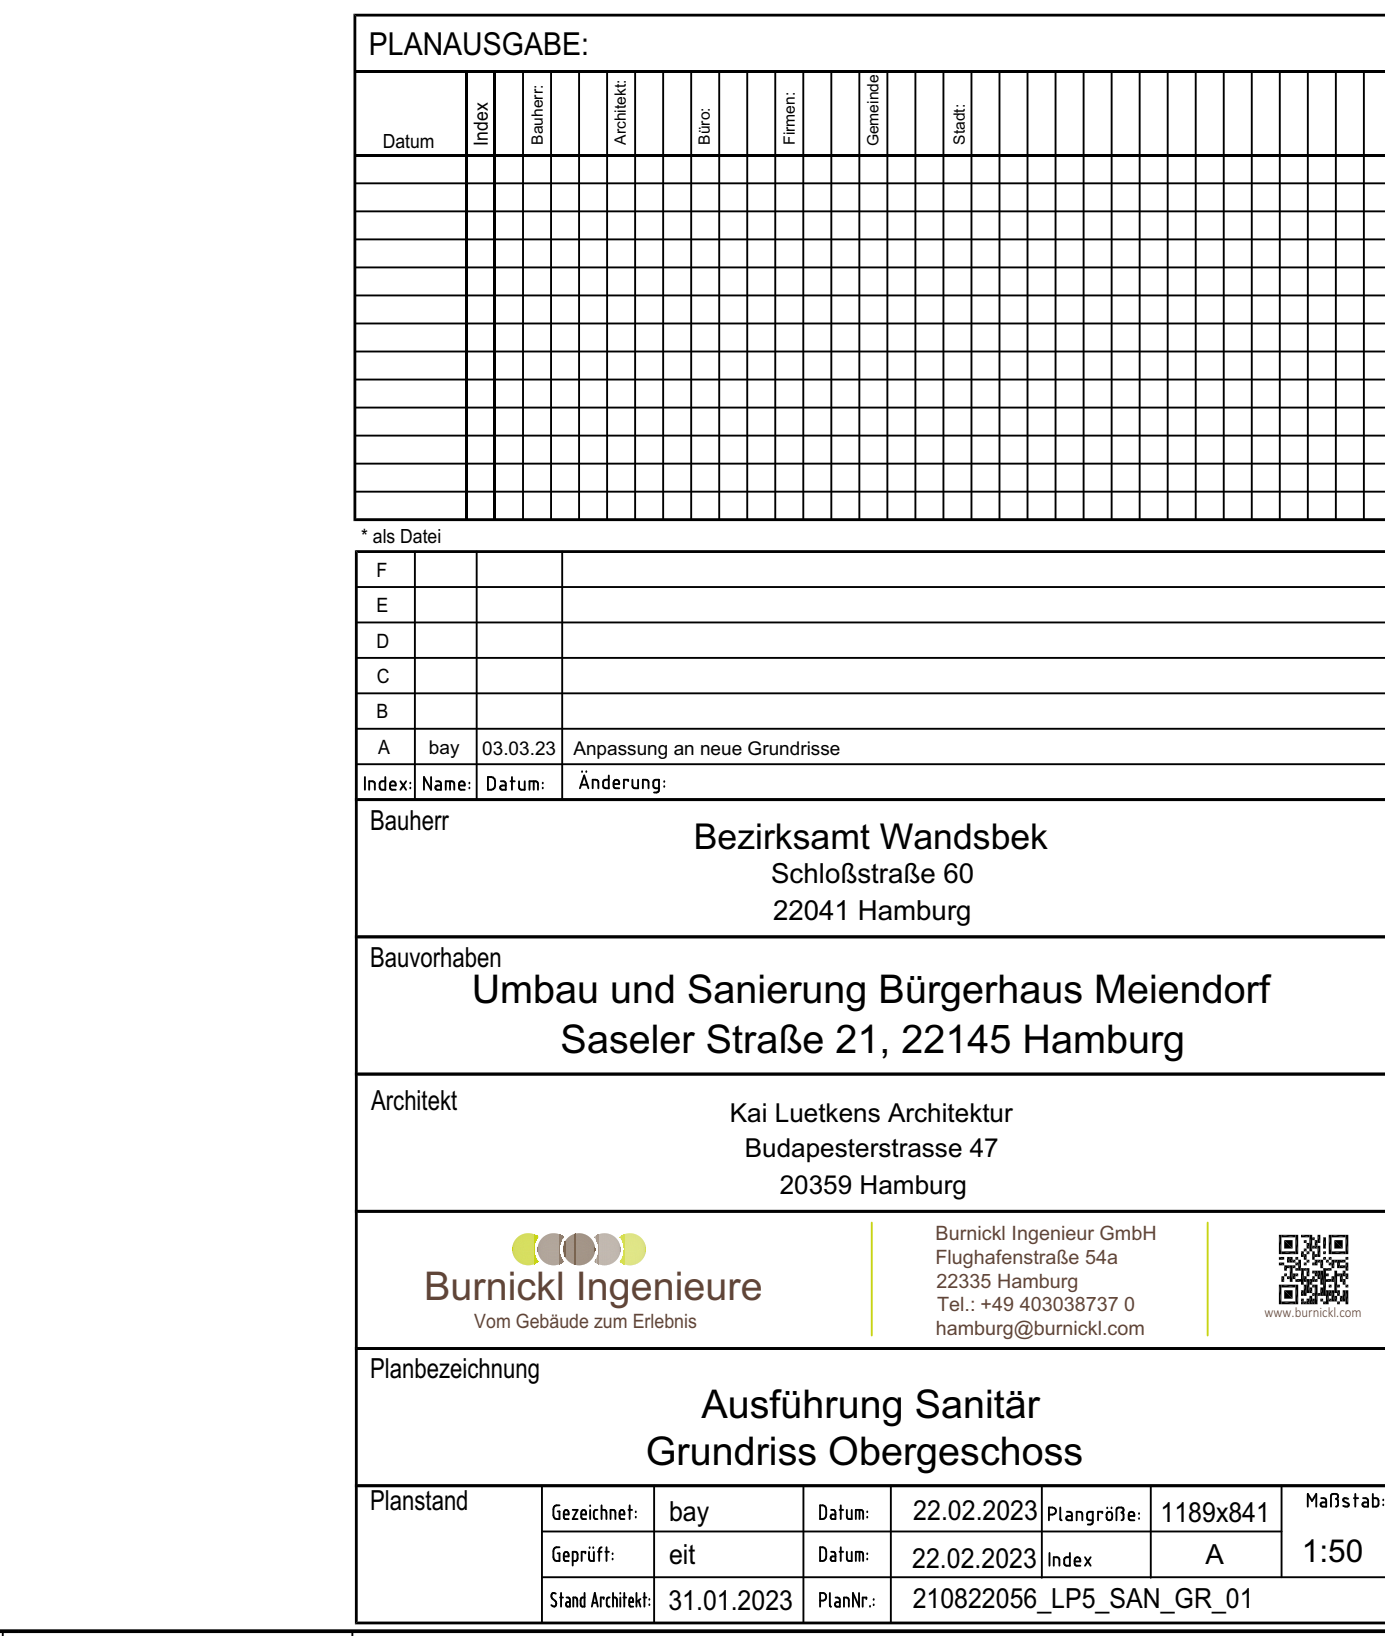 PLANAUSGABE:
Datum Index Bauherr: Architekt: Büro: Firmen: Gemeinde Stadt:
* als Datei
F
E
D
C
B
A bay 03.03.23 Anpassung an neue Grundrisse
Index: Name: Datum: Änderung:
Bauherr
Bezirksamt Wandsbek
Schloßstraße 60
22041 Hamburg
Bauvorhaben
Umbau und Sanierung Bürgerhaus Meiendorf
Saseler Straße 21, 22145 Hamburg
Architekt
Kai Luetkens Architektur
Budapesterstrasse 47
20359 Hamburg
Burnickl Ingenieure
Vom Gebäude zum Erlebnis
Burnickl Ingenieur GmbH
Flughafenstraße 54a
22335 Hamburg
Tel.: +49 403038737 0
hamburg@burnickl.com
www.burnickl.com
Planbezeichnung
Ausführung Sanitär
Grundriss Obergeschoss
Planstand
Gezeichnet: bay Datum: 22.02.2023 Plangröße: 1189x841 Maßstab:
Geprüft: eit Datum: 22.02.2023 Index A 1:50
Stand Architekt: 31.01.2023 PlanNr.: 210822056_LP5_SAN_GR_01